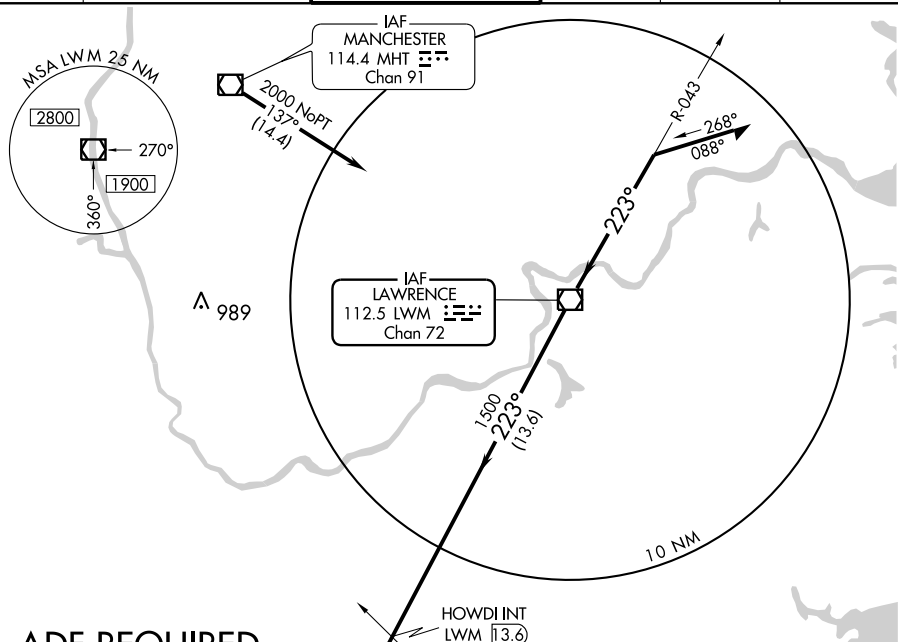 MSA LWM 25 NM
2800
270°
1900
360°
IAF
MANCHESTER
114.4 MHT
Chan 91
2000 NoPT
137°
(14.4)
R-043
268°
088°
223°
IAF
LAWRENCE
112.5 LWM
Chan 72
989
1500
223°
(13.6)
10 NM
HOWDI INT
LWM 13.6
ADF REQUIRED